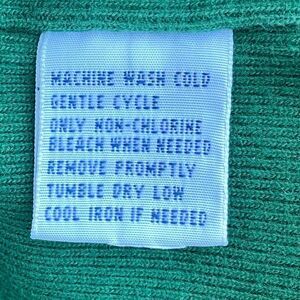 MACHINE WASH COLD
GENTLE CYCLE
ONLY NON-CHLORINE
BLEACH WHEN NEEDED
REMOVE PROMPTLY
TUMBLE DRY LOW
COOL IRON IF NEEDED